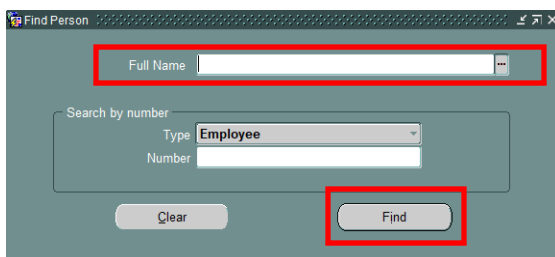 Find Person
Full Name
Search by number
Type Employee
Number
Clear Find